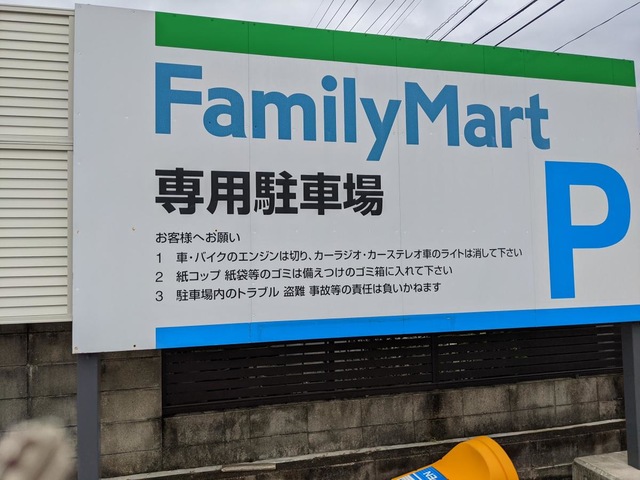 FamilyMart
専用駐車場
P
お客様へお願い
1 車・バイクのエンジンは切り、カーラジオ・カーステレオ車のライトは消して下さい
2 紙コップ 紙袋等のゴミは備えつけのゴミ箱に入れて下さい
3 駐車場内のトラブル 盗難 事故等の責任は負いかねます